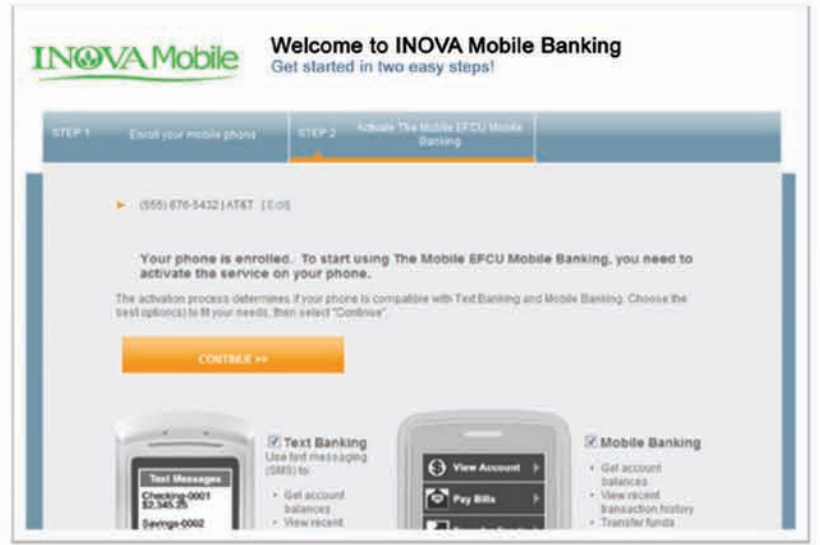 INOVA Mobile
Welcome to INOVA Mobile Banking
Get started in two easy steps!
STEP 1
Enroll your mobile phone
STEP 2
Activate The Mobile EFCU Mobile
Banking
(555) 676-5432 | AT&T [Edit]
Your phone is enrolled. To start using The Mobile EFCU Mobile Banking, you need to
activate the service on your phone.
The activation process determines if your phone is compatible with Text Banking and Mobile Banking. Choose the
best option(s) to fit your needs, then select "Continue".
CONTINUE >>
Text Banking
Use text messaging
(SMS) to:
• Get account
balances
• View recent
Text Messages
Checking-0001
$2,345.25
Savings-0002
View Account
Pay Bills
Mobile Banking
• Get account
balances
• View recent
transaction history
• Transfer funds